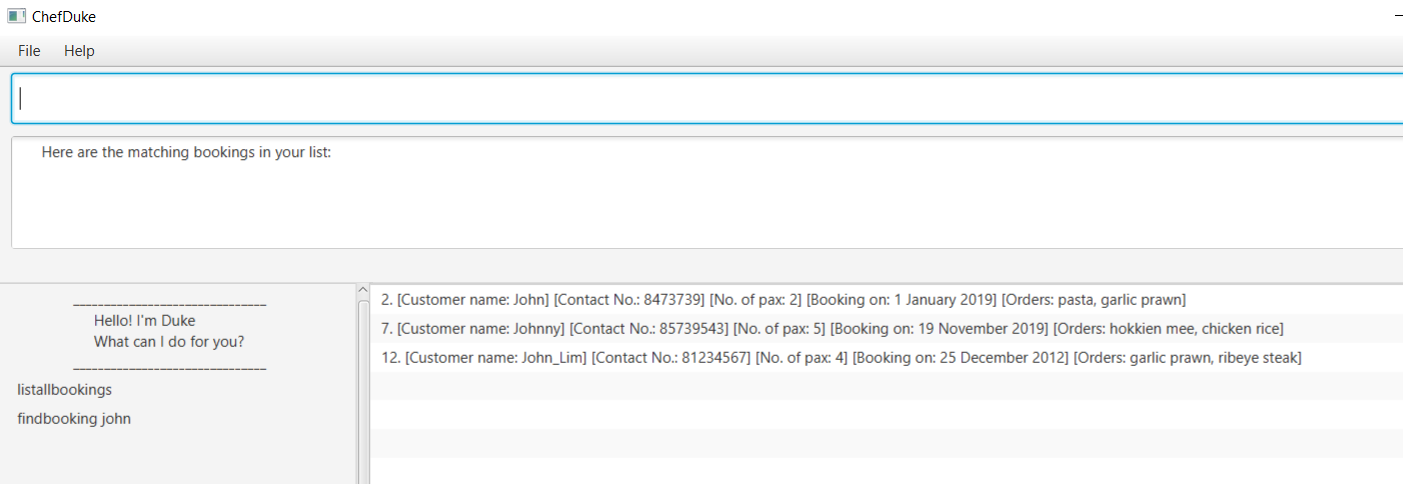 ChefDuke
File Help
Here are the matching bookings in your list:
________________________________
Hello! I'm Duke
What can I do for you?
________________________________
listallbookings
findbooking john
2. [Customer name: John] [Contact No.: 8473739] [No. of pax: 2] [Booking on: 1 January 2019] [Orders: pasta, garlic prawn]
7. [Customer name: Johnny] [Contact No.: 85739543] [No. of pax: 5] [Booking on: 19 November 2019] [Orders: hokkien mee, chicken rice]
12. [Customer name: John_Lim] [Contact No.: 81234567] [No. of pax: 4] [Booking on: 25 December 2012] [Orders: garlic prawn, ribeye steak]